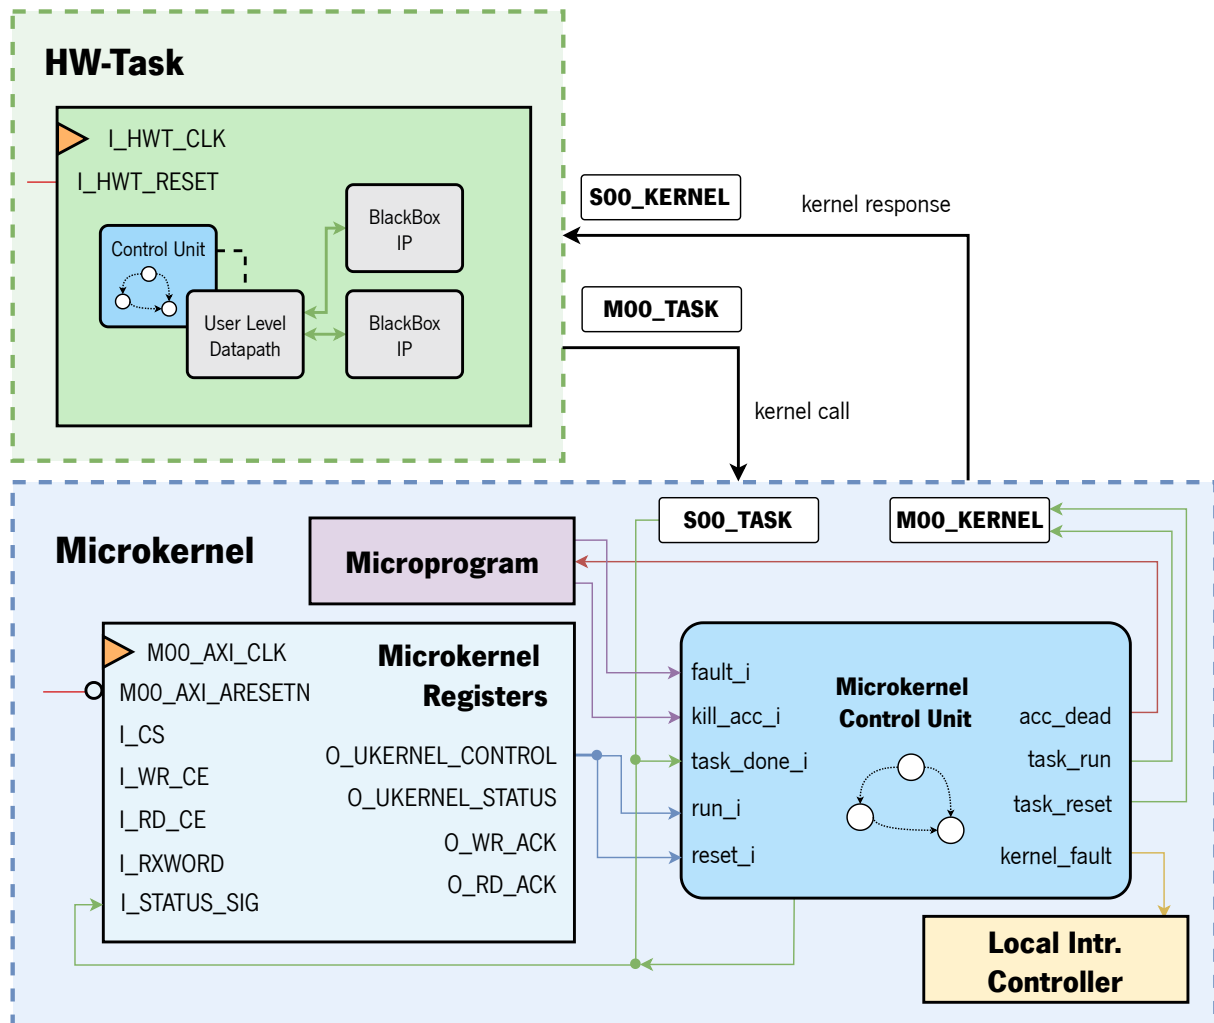 HW-Task
I_HWT_CLK
I_HWT_RESET
Control Unit
User Level
Datapath
BlackBox
IP
BlackBox
IP
S00_KERNEL
kernel response
M00_TASK
kernel call
Microkernel
S00_TASK
M00_KERNEL
Microprogram
M00_AXI_CLK
M00_AXI_ARESETN
I_CS
I_WR_CE
I_RD_CE
I_RXWORD
I_STATUS_SIG
Microkernel
Registers
O_UKERNEL_CONTROL
O_UKERNEL_STATUS
O_WR_ACK
O_RD_ACK
fault_i
kill_acc_i
task_done_i
run_i
reset_i
Microkernel
Control Unit
acc_dead
task_run
task_reset
kernel_fault
Local Intr.
Controller